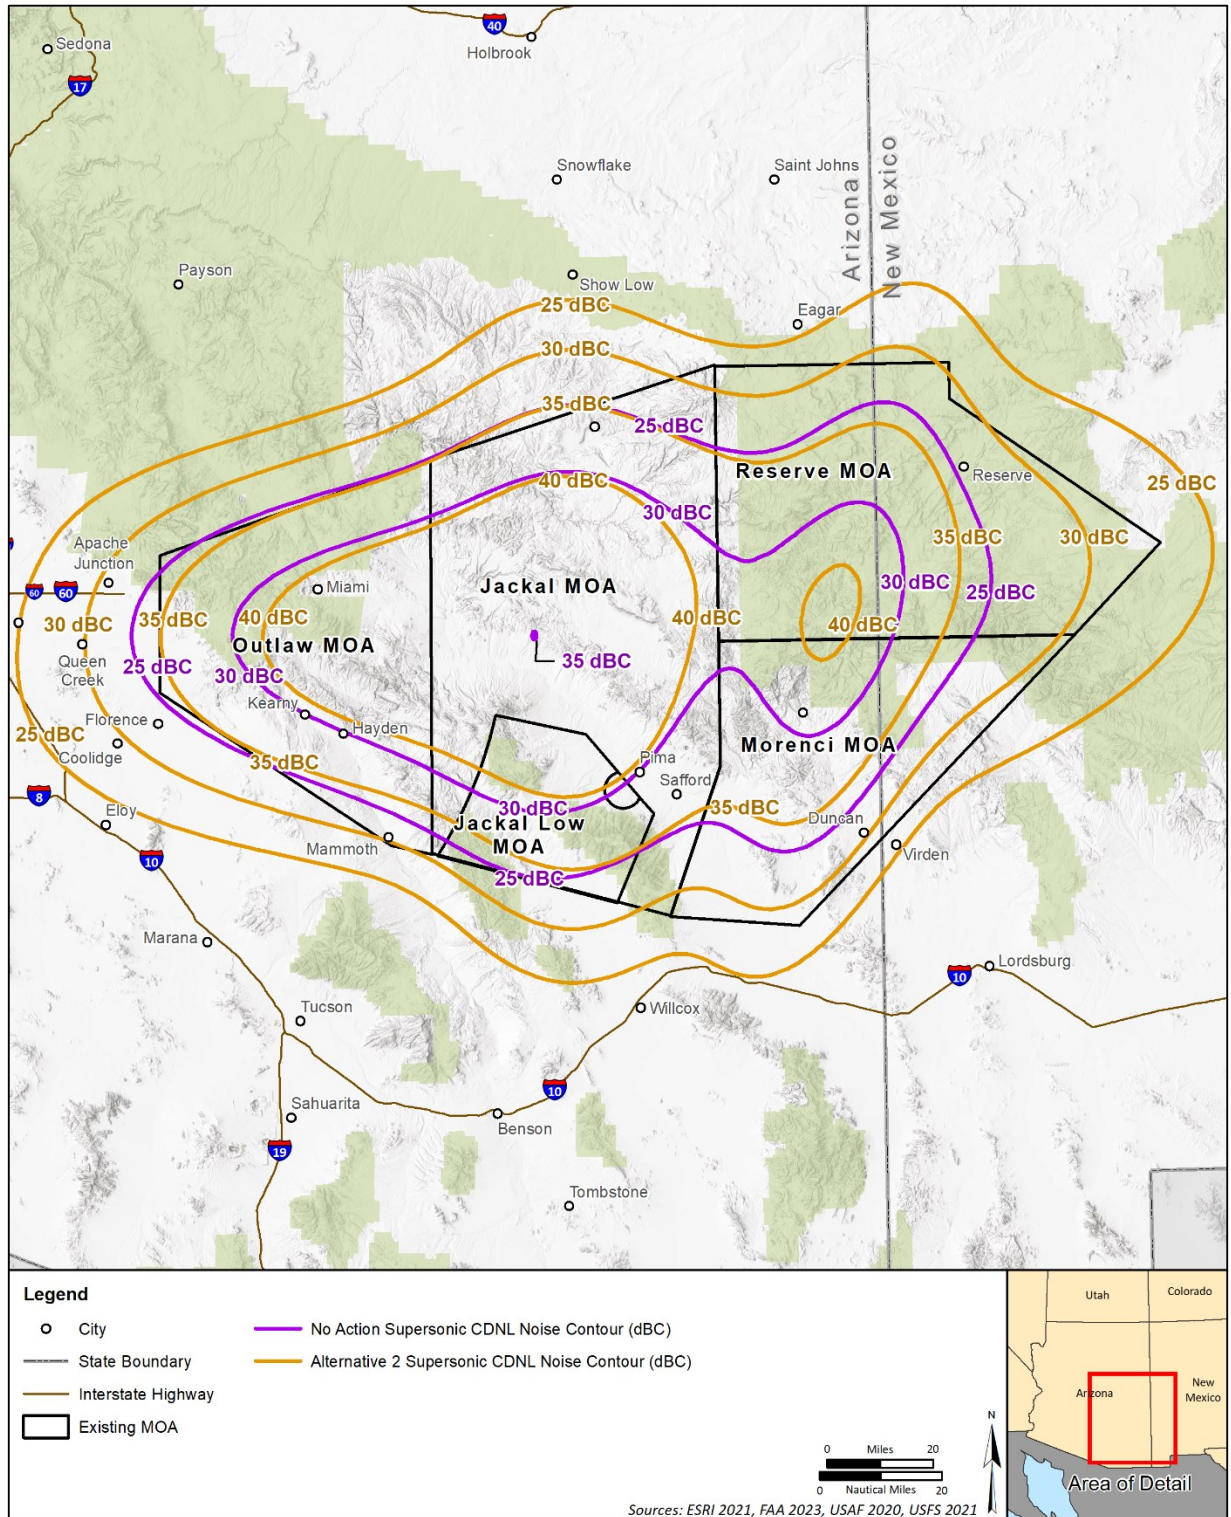 40
Sedona
Holbrook
17
Snowflake
Saint Johns
Arizona
New Mexico
Payson
Show Low
25 dBC
Eagar
30 dBC
35 dBC
25 dBC
Reserve MOA
Reserve
40 dBC
25 dBC
30 dBC
35 dBC
30 dBC
Apache
Junction
60
60
Miami
Jackal MOA
30 dBC
25 dBC
35 dBC
30 dBC
40 dBC
40 dBC
40 dBC
Outlaw MOA
Queen
Creek
25 dBC
30 dBC
35 dBC
Kearny
Florence
Hayden
25 dBC
Coolidge
35 dBC
Morenci MOA
Pima
Safford
8
Eloy
30 dBC
35 dBC
Jackal Low
MOA
Duncan
Mammoth
Virden
10
25 dBC
Marana
Lordsburg
10
Tucson
Willcox
10
Sahuarita
Benson
19
Tombstone
Legend
City
State Boundary
Interstate Highway
Existing MOA
No Action Supersonic CDNL Noise Contour (dBC)
Alternative 2 Supersonic CDNL Noise Contour (dBC)
0 Miles 20
0 Nautical Miles 20
N
Sources: ESRI 2021, FAA 2023, USAF 2020, USFS 2021
Utah
Colorado
Arizona
New
Mexico
Area of Detail